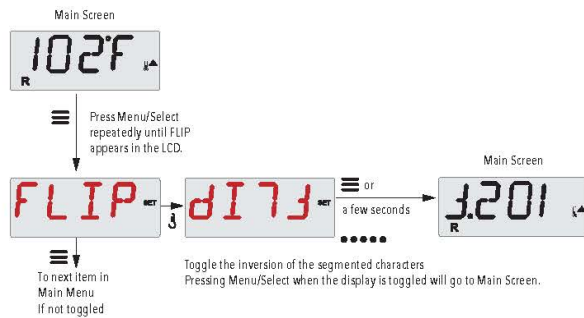 Main Screen
102°F
R
Press Menu/Select
repeatedly until FLIP
appears in the LCD.
Main Screen
FLIP SET
dI7Ⅎ SET
or
a few seconds
.....
J.201
R
To next item in
Main Menu
If not toggled
Toggle the inversion of the segmented characters
Pressing Menu/Select when the display is toggled will go to Main Screen.